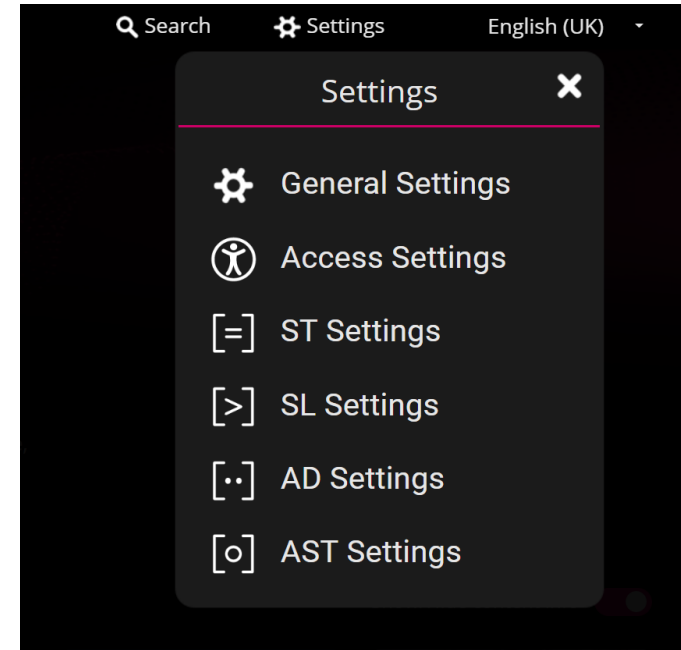 Search Settings English (UK)
Settings
General Settings
Access Settings
ST Settings
SL Settings
AD Settings
AST Settings